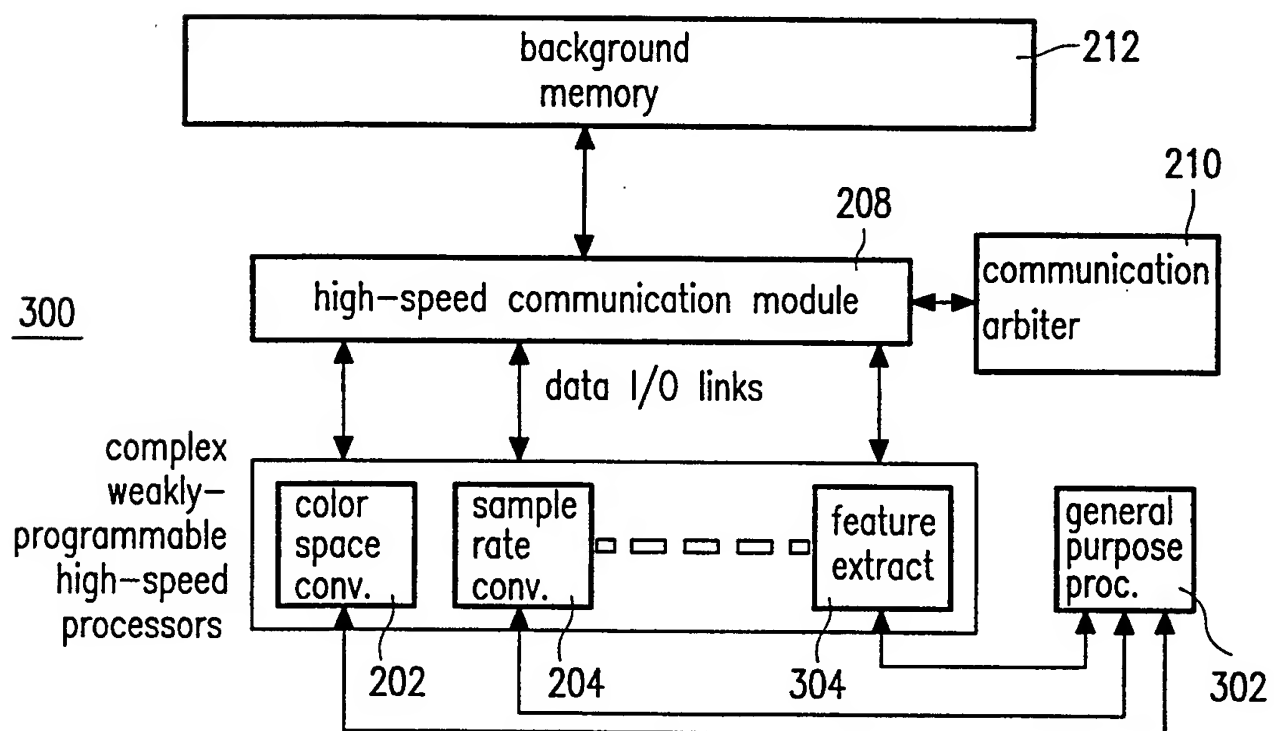 background
memory
212
210
208
communication
arbiter
high-speed communication module
300
data I/O links
complex
weakly-
programmable
high-speed
processors
color
space
conv.
sample
rate
conv.
feature
extract
general
purpose
proc.
202
204
304
302